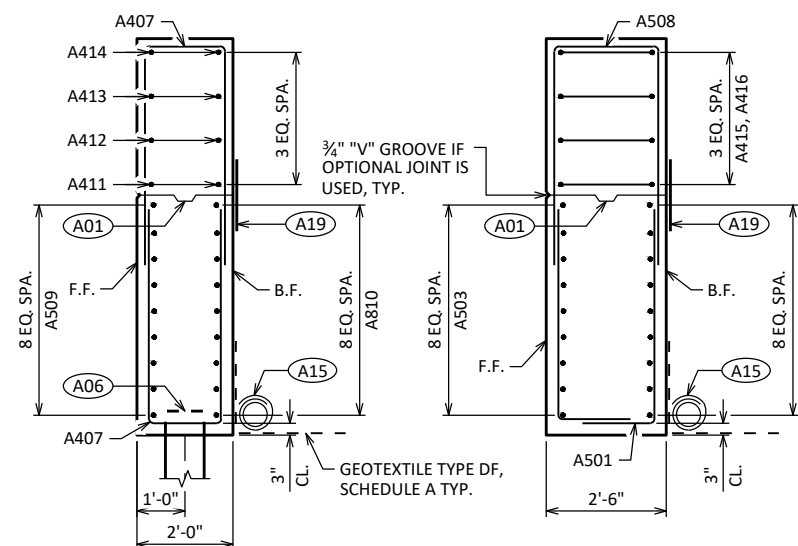 A407
A414
A413
A412
A411
3 EQ. SPA.
¾" "V" GROOVE IF
OPTIONAL JOINT IS
USED, TYP.
A01
A19
8 EQ. SPA.
A509
F.F.
B.F.
8 EQ. SPA.
A810
A06
A15
A407
3"
CL.
GEOTEXTILE TYPE DF,
SCHEDULE A TYP.
1'-0"
2'-0"
A508
3 EQ. SPA.
A415, A416
A01
A19
8 EQ. SPA.
A503
B.F.
8 EQ. SPA.
F.F.
A15
A501
3"
CL.
2'-6"